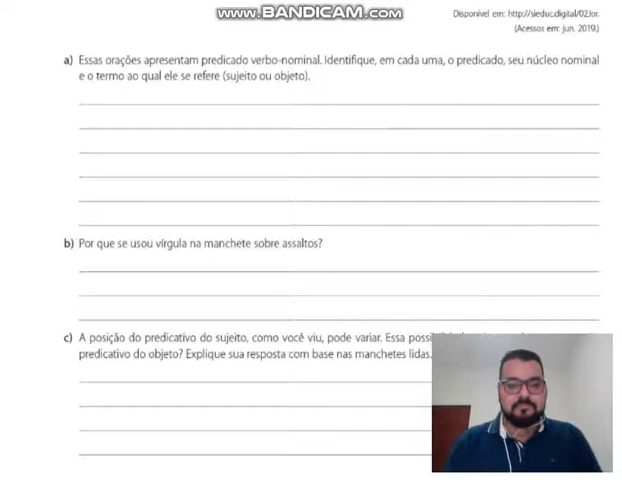 www.BANDICAM.com
Disponível em: http://sieduc.digital/02Jor.
(Acessos em: jun. 2019.)
a) Essas orações apresentam predicado verbo-nominal. Identifique, em cada uma, o predicado, seu núcleo nominal
e o termo ao qual ele se refere (sujeito ou objeto).
b) Por que se usou vírgula na manchete sobre assaltos?
c) A posição do predicativo do sujeito, como você viu, pode variar. Essa
predicativo do objeto? Explique sua resposta com base nas manchetes lidas.